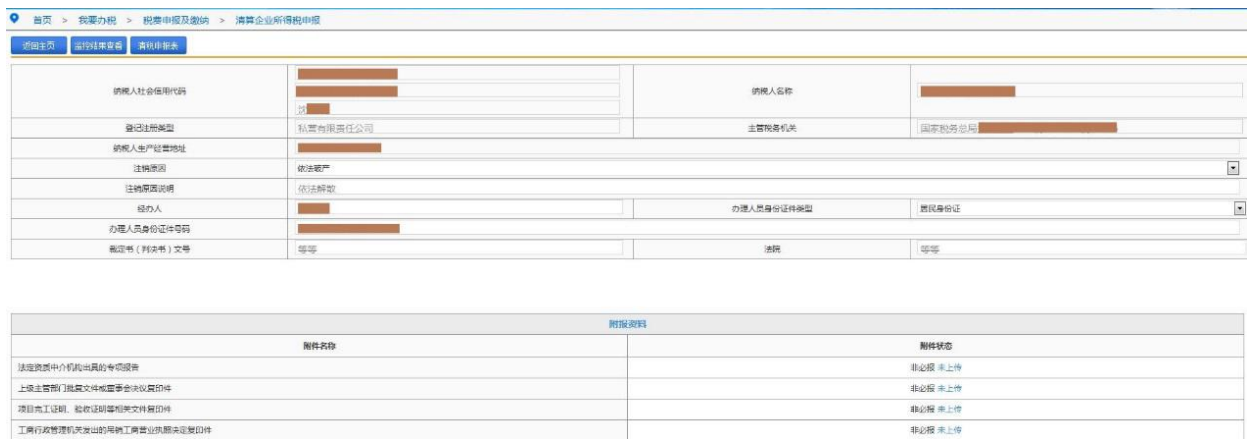 首页 > 我要办税 > 税费申报及缴纳 > 清算企业所得税申报
返回主页 监控结果查看 清税申报表
纳税人社会信用代码 纳税人名称
沈
登记注册类型 私营有限责任公司 主管税务机关 国家税务总局
纳税人生产经营地址
注销原因 依法破产
注销原因说明 依法解散
经办人 办理人员身份证件类型 居民身份证
办理人员身份证件号码
裁定书（判决书）文号 等等 法院 等等
附报资料
附件名称 附件状态
法定资质中介机构出具的专项报告 非必报 未上传
上级主管部门批复文件或董事会决议复印件 非必报 未上传
项目完工证明、验收证明等相关文件复印件 非必报 未上传
工商行政管理机关发出的吊销工商营业执照决定复印件 非必报 未上传